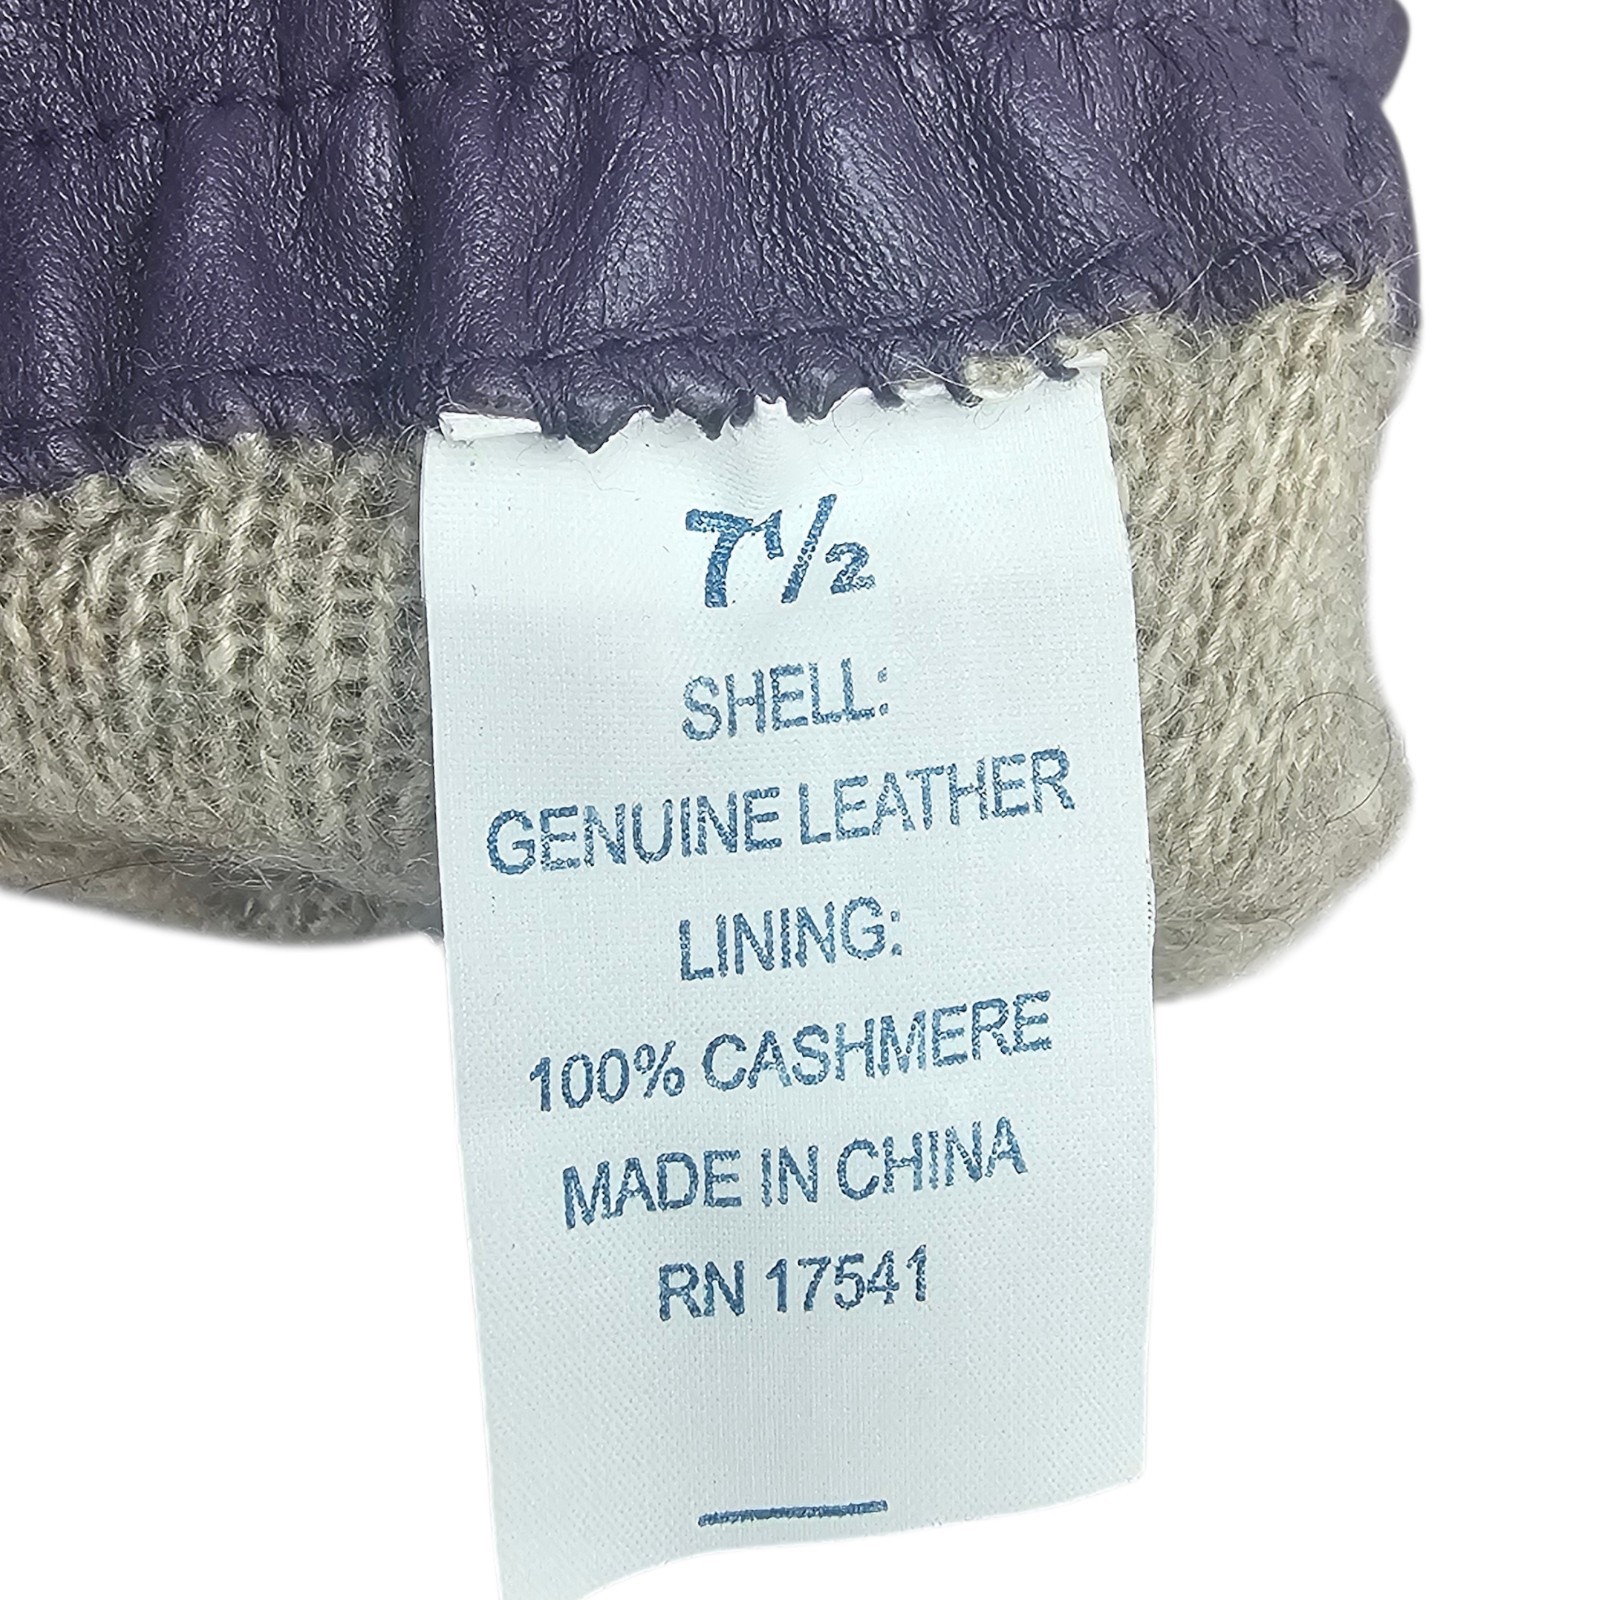 7½
SHELL:
GENUINE LEATHER
LINING:
100% CASHMERE
MADE IN CHINA
RN 17541